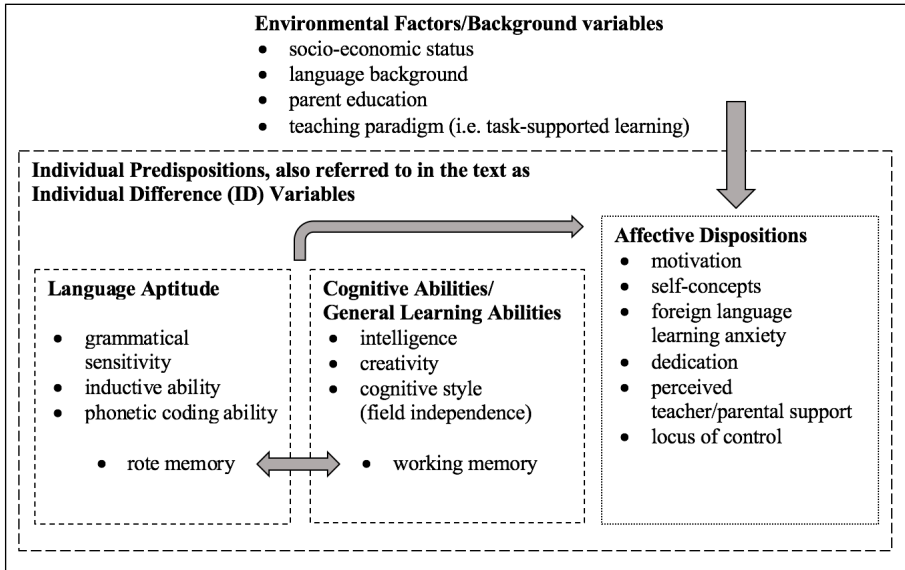 Environmental Factors/Background variables
• socio-economic status
• language background
• parent education
• teaching paradigm (i.e. task-supported learning)
Individual Predispositions, also referred to in the text as
Individual Difference (ID) Variables
Language Aptitude
• grammatical
sensitivity
• inductive ability
• phonetic coding ability
• rote memory
Cognitive Abilities/
General Learning Abilities
• intelligence
• creativity
• cognitive style
(field independence)
• working memory
Affective Dispositions
• motivation
• self-concepts
• foreign language
learning anxiety
• dedication
• perceived
teacher/parental support
• locus of control